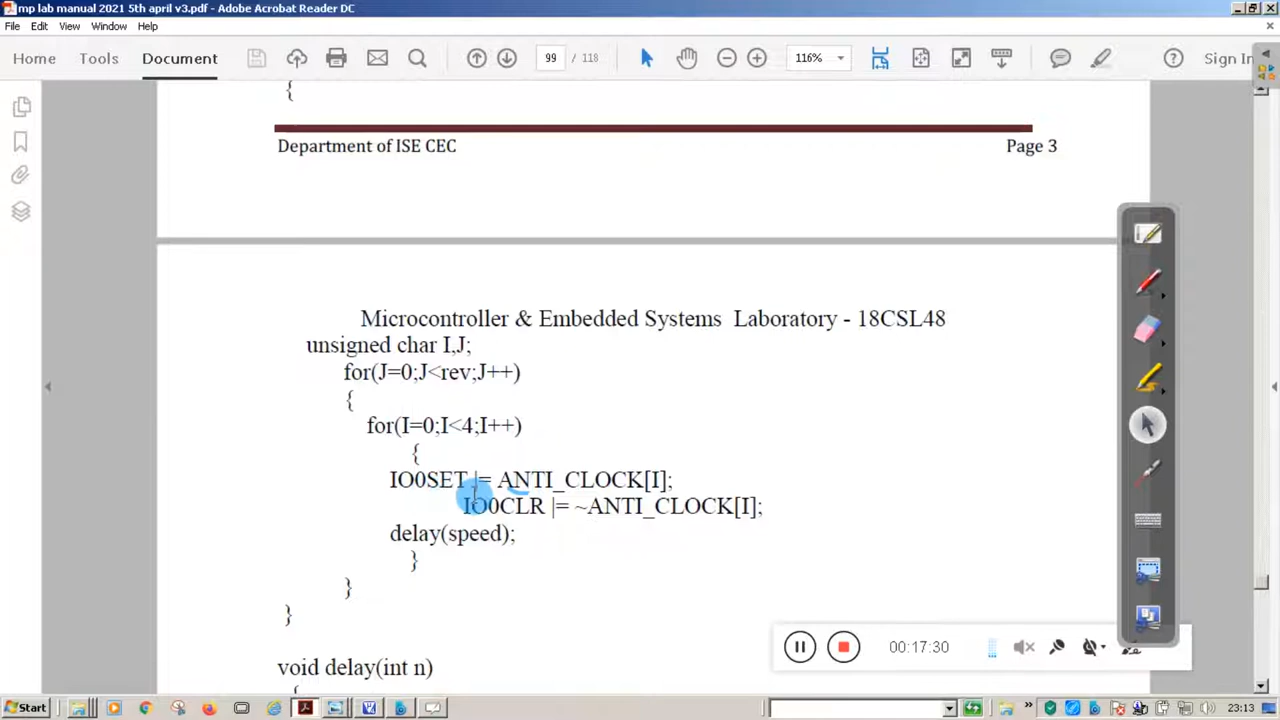 mp lab manual 2021 5th april v3.pdf - Adobe Acrobat Reader DC
File Edit View Window Help
Home Tools Document 99 / 118 116% Sign In
{
Department of ISE CEC Page 3
Microcontroller & Embedded Systems Laboratory - 18CSL48
unsigned char I,J;
for(J=0;J<rev;J++)
{
for(I=0;I<4;I++)
{
IO0SET |= ANTI_CLOCK[I];
IO0CLR |= ~ANTI_CLOCK[I];
delay(speed);
}
}
}
00:17:30
void delay(int n)
{
Start 23:13